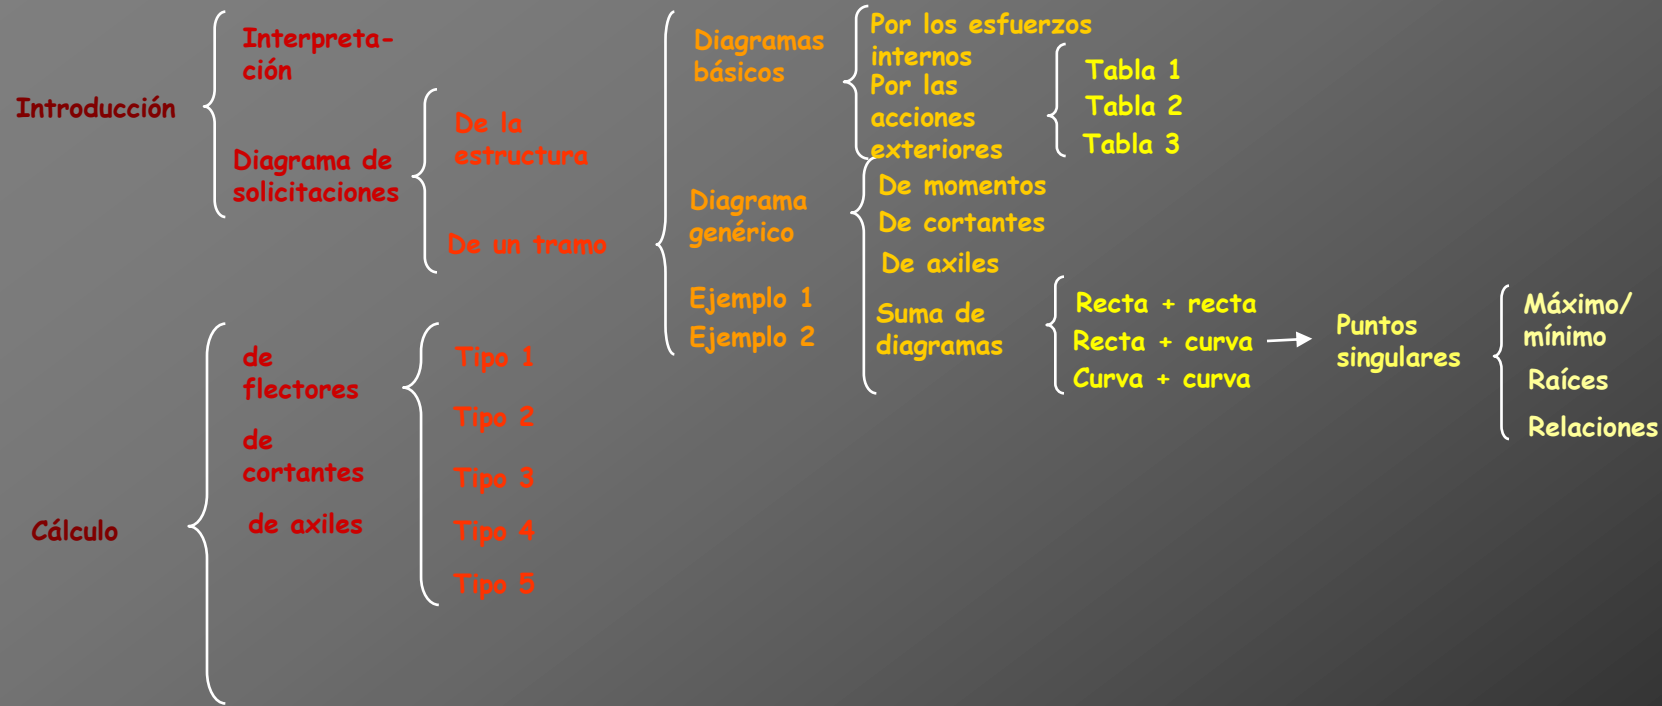 Introducción
Interpreta-
ción
Diagrama de
solicitaciones
De la
estructura
De un tramo
Diagramas
básicos
Por los esfuerzos
internos
Por las
acciones
exteriores
Tabla 1
Tabla 2
Tabla 3
Diagrama
genérico
De momentos
De cortantes
De axiles
Suma de
diagramas
Recta + recta
Recta + curva
Curva + curva
Puntos
singulares
Máximo/
mínimo
Raíces
Relaciones
Ejemplo 1
Ejemplo 2
Cálculo
de
flectores
de
cortantes
de axiles
Tipo 1
Tipo 2
Tipo 3
Tipo 4
Tipo 5